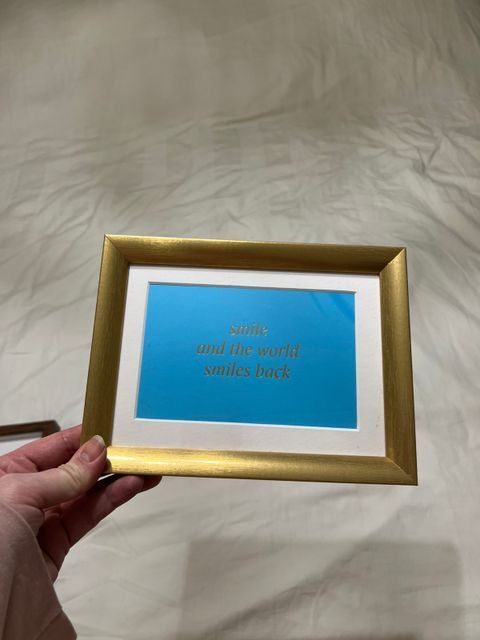 smile
and the world
smiles back